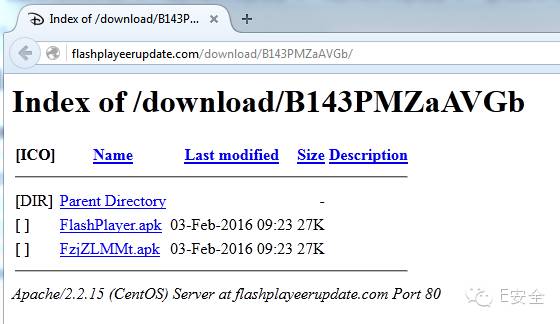 Index of /download/B143P...
flashplayeerupdate.com/download/B143PMZaAVGb/
Index of /download/B143PMZaAVGb
[ICO] Name Last modified Size Description
[DIR] Parent Directory -
[ ] FlashPlayer.apk 03-Feb-2016 09:23 27K
[ ] FzjZLMMt.apk 03-Feb-2016 09:23 27K
Apache/2.2.15 (CentOS) Server at flashplayeerupdate.com Port 80
E安全